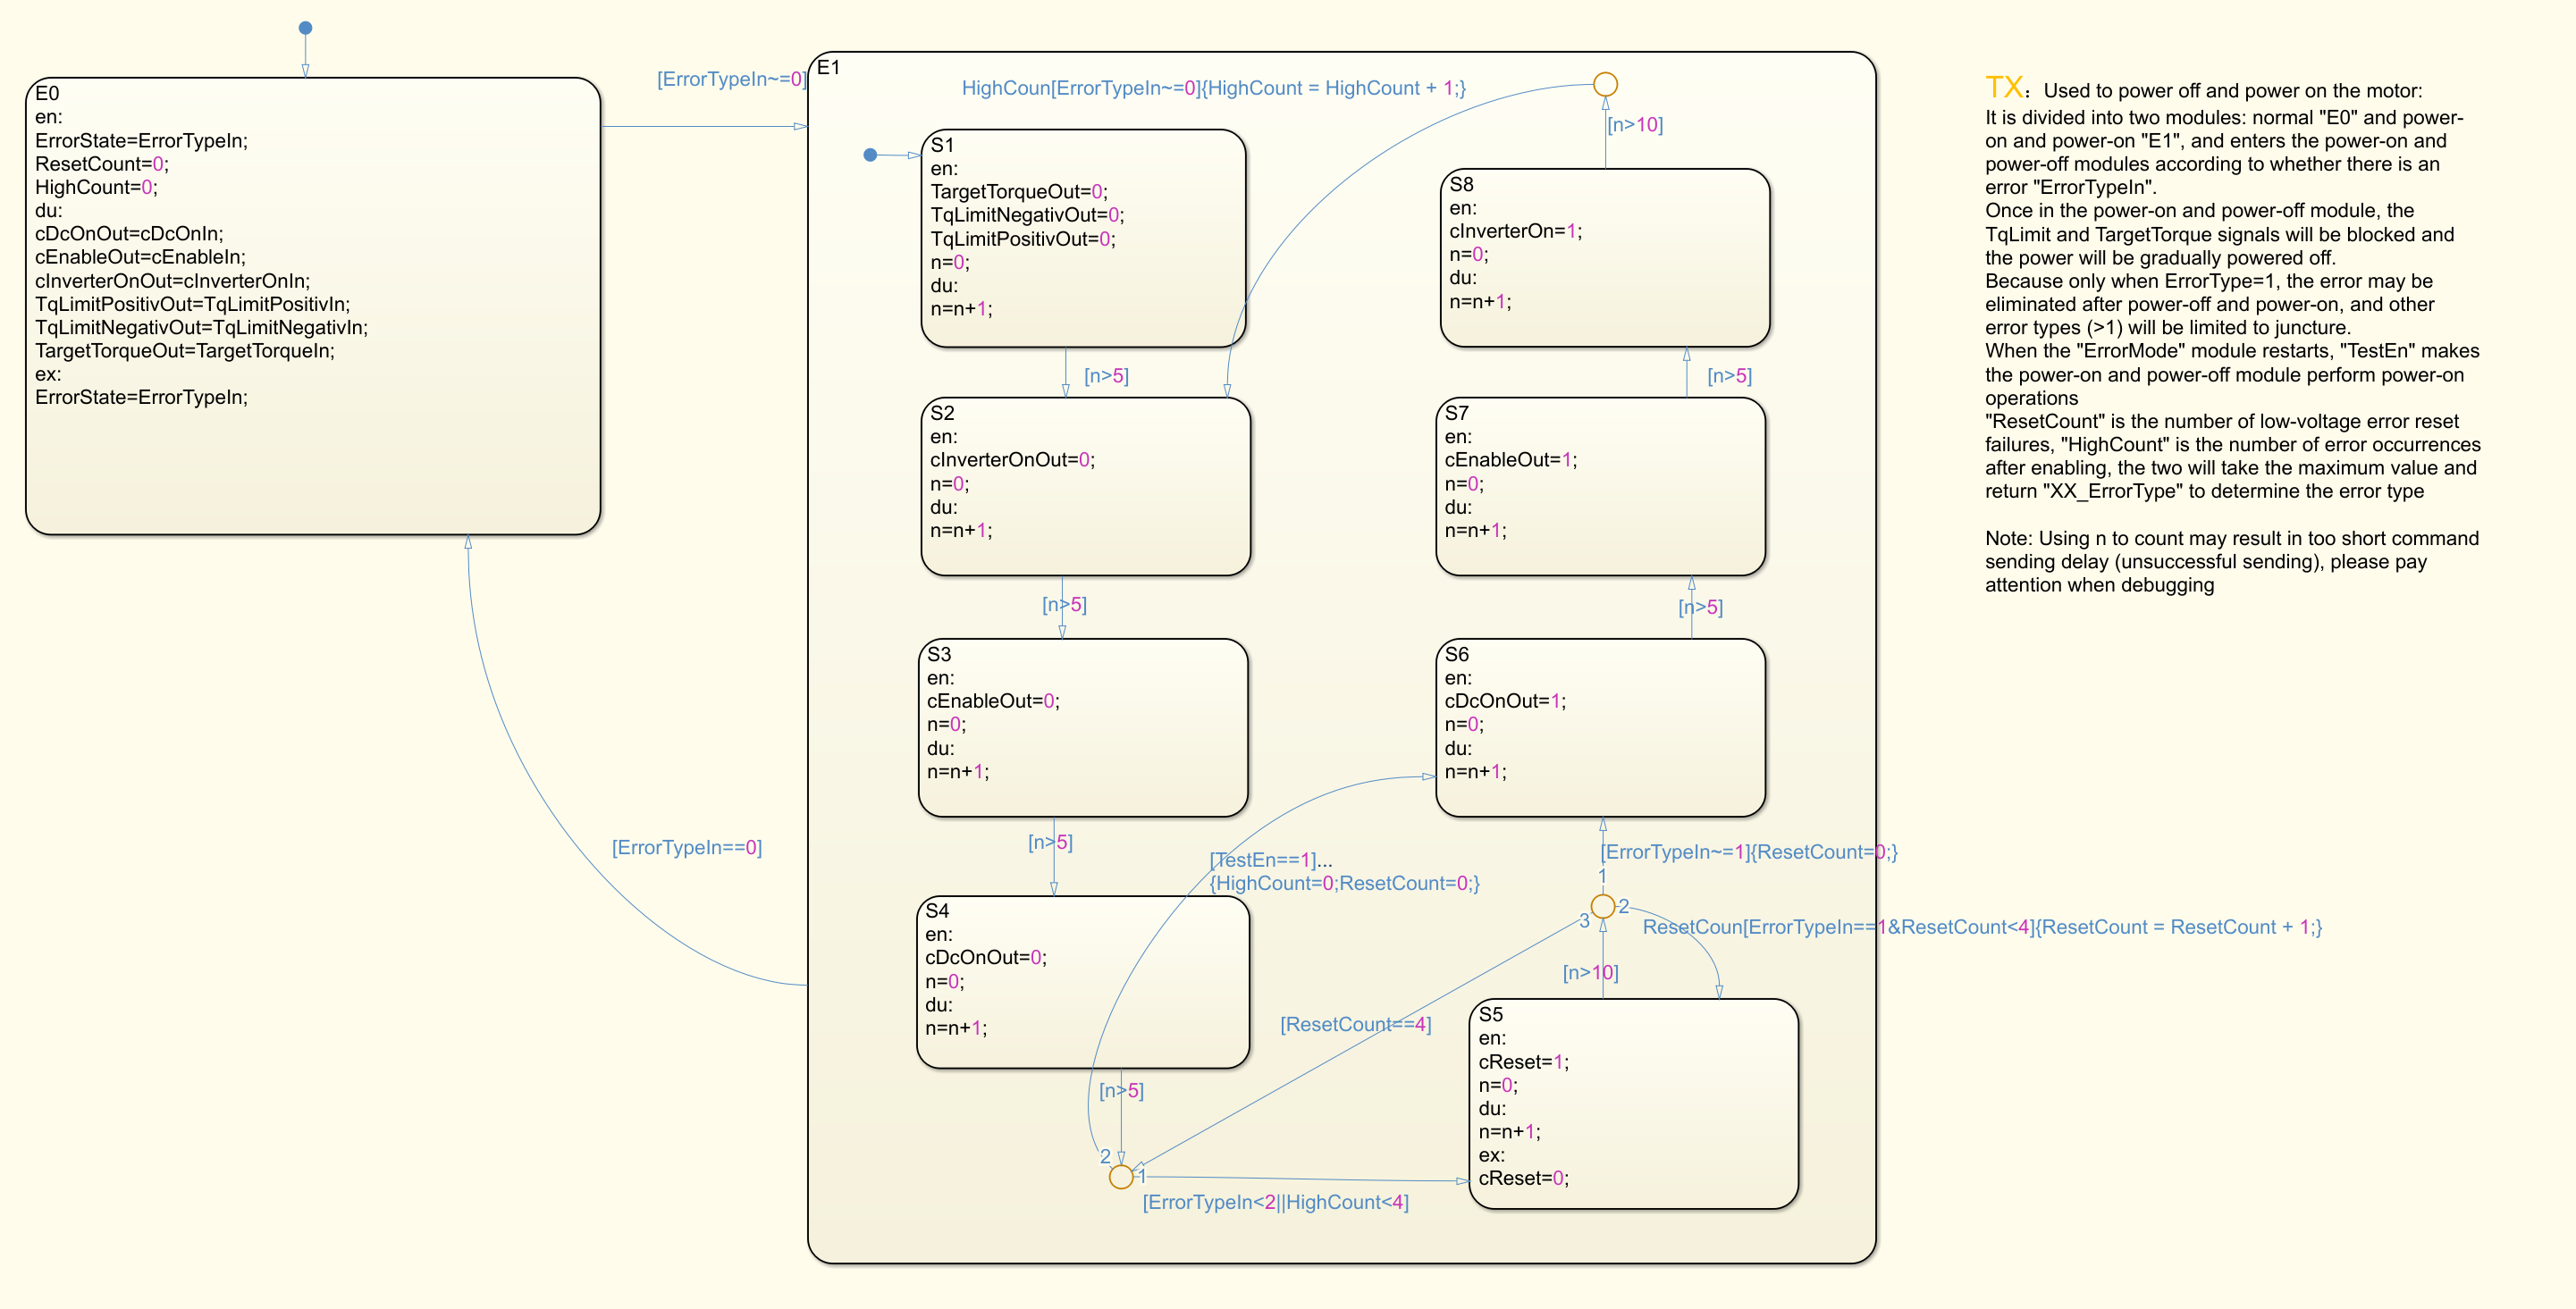 E0
en:
ErrorState=ErrorTypeIn;
ResetCount=0;
HighCount=0;
du:
cDcOnOut=cDcOnIn;
cEnableOut=cEnableIn;
cInverterOnOut=cInverterOnIn;
TqLimitPositivOut=TqLimitPositivIn;
TqLimitNegativOut=TqLimitNegativIn;
TargetTorqueOut=TargetTorqueIn;
ex:
ErrorState=ErrorTypeIn;
[ErrorTypeIn~=0]
[ErrorTypeIn==0]
E1
HighCoun[ErrorTypeIn~=0]{HighCount = HighCount + 1;}
S1
en:
TargetTorqueOut=0;
TqLimitNegativOut=0;
TqLimitPositivOut=0;
n=0;
du:
n=n+1;
[n>5]
S2
en:
cInverterOnOut=0;
n=0;
du:
n=n+1;
[n>5]
S3
en:
cEnableOut=0;
n=0;
du:
n=n+1;
[n>5]
S4
en:
cDcOnOut=0;
n=0;
du:
n=n+1;
[n>5]
2
1
[ErrorTypeIn<2||HighCount<4]
[TestEn==1]...
{HighCount=0;ResetCount=0;}
[ResetCount==4]
[n>10]
S8
en:
cInverterOn=1;
n=0;
du:
n=n+1;
[n>5]
S7
en:
cEnableOut=1;
n=0;
du:
n=n+1;
[n>5]
S6
en:
cDcOnOut=1;
n=0;
du:
n=n+1;
[ErrorTypeIn~=1]{ResetCount=0;}
1
2
3
ResetCoun[ErrorTypeIn==1&ResetCount<4]{ResetCount = ResetCount + 1;}
[n>10]
S5
en:
cReset=1;
n=0;
du:
n=n+1;
ex:
cReset=0;
TX：Used to power off and power on the motor:
It is divided into two modules: normal "E0" and power-
on and power-on "E1", and enters the power-on and
power-off modules according to whether there is an
error "ErrorTypeIn".
Once in the power-on and power-off module, the
TqLimit and TargetTorque signals will be blocked and
the power will be gradually powered off.
Because only when ErrorType=1, the error may be
eliminated after power-off and power-on, and other
error types (>1) will be limited to juncture.
When the "ErrorMode" module restarts, "TestEn" makes
the power-on and power-off module perform power-on
operations
"ResetCount" is the number of low-voltage error reset
failures, "HighCount" is the number of error occurrences
after enabling, the two will take the maximum value and
return "XX_ErrorType" to determine the error type
Note: Using n to count may result in too short command
sending delay (unsuccessful sending), please pay
attention when debugging